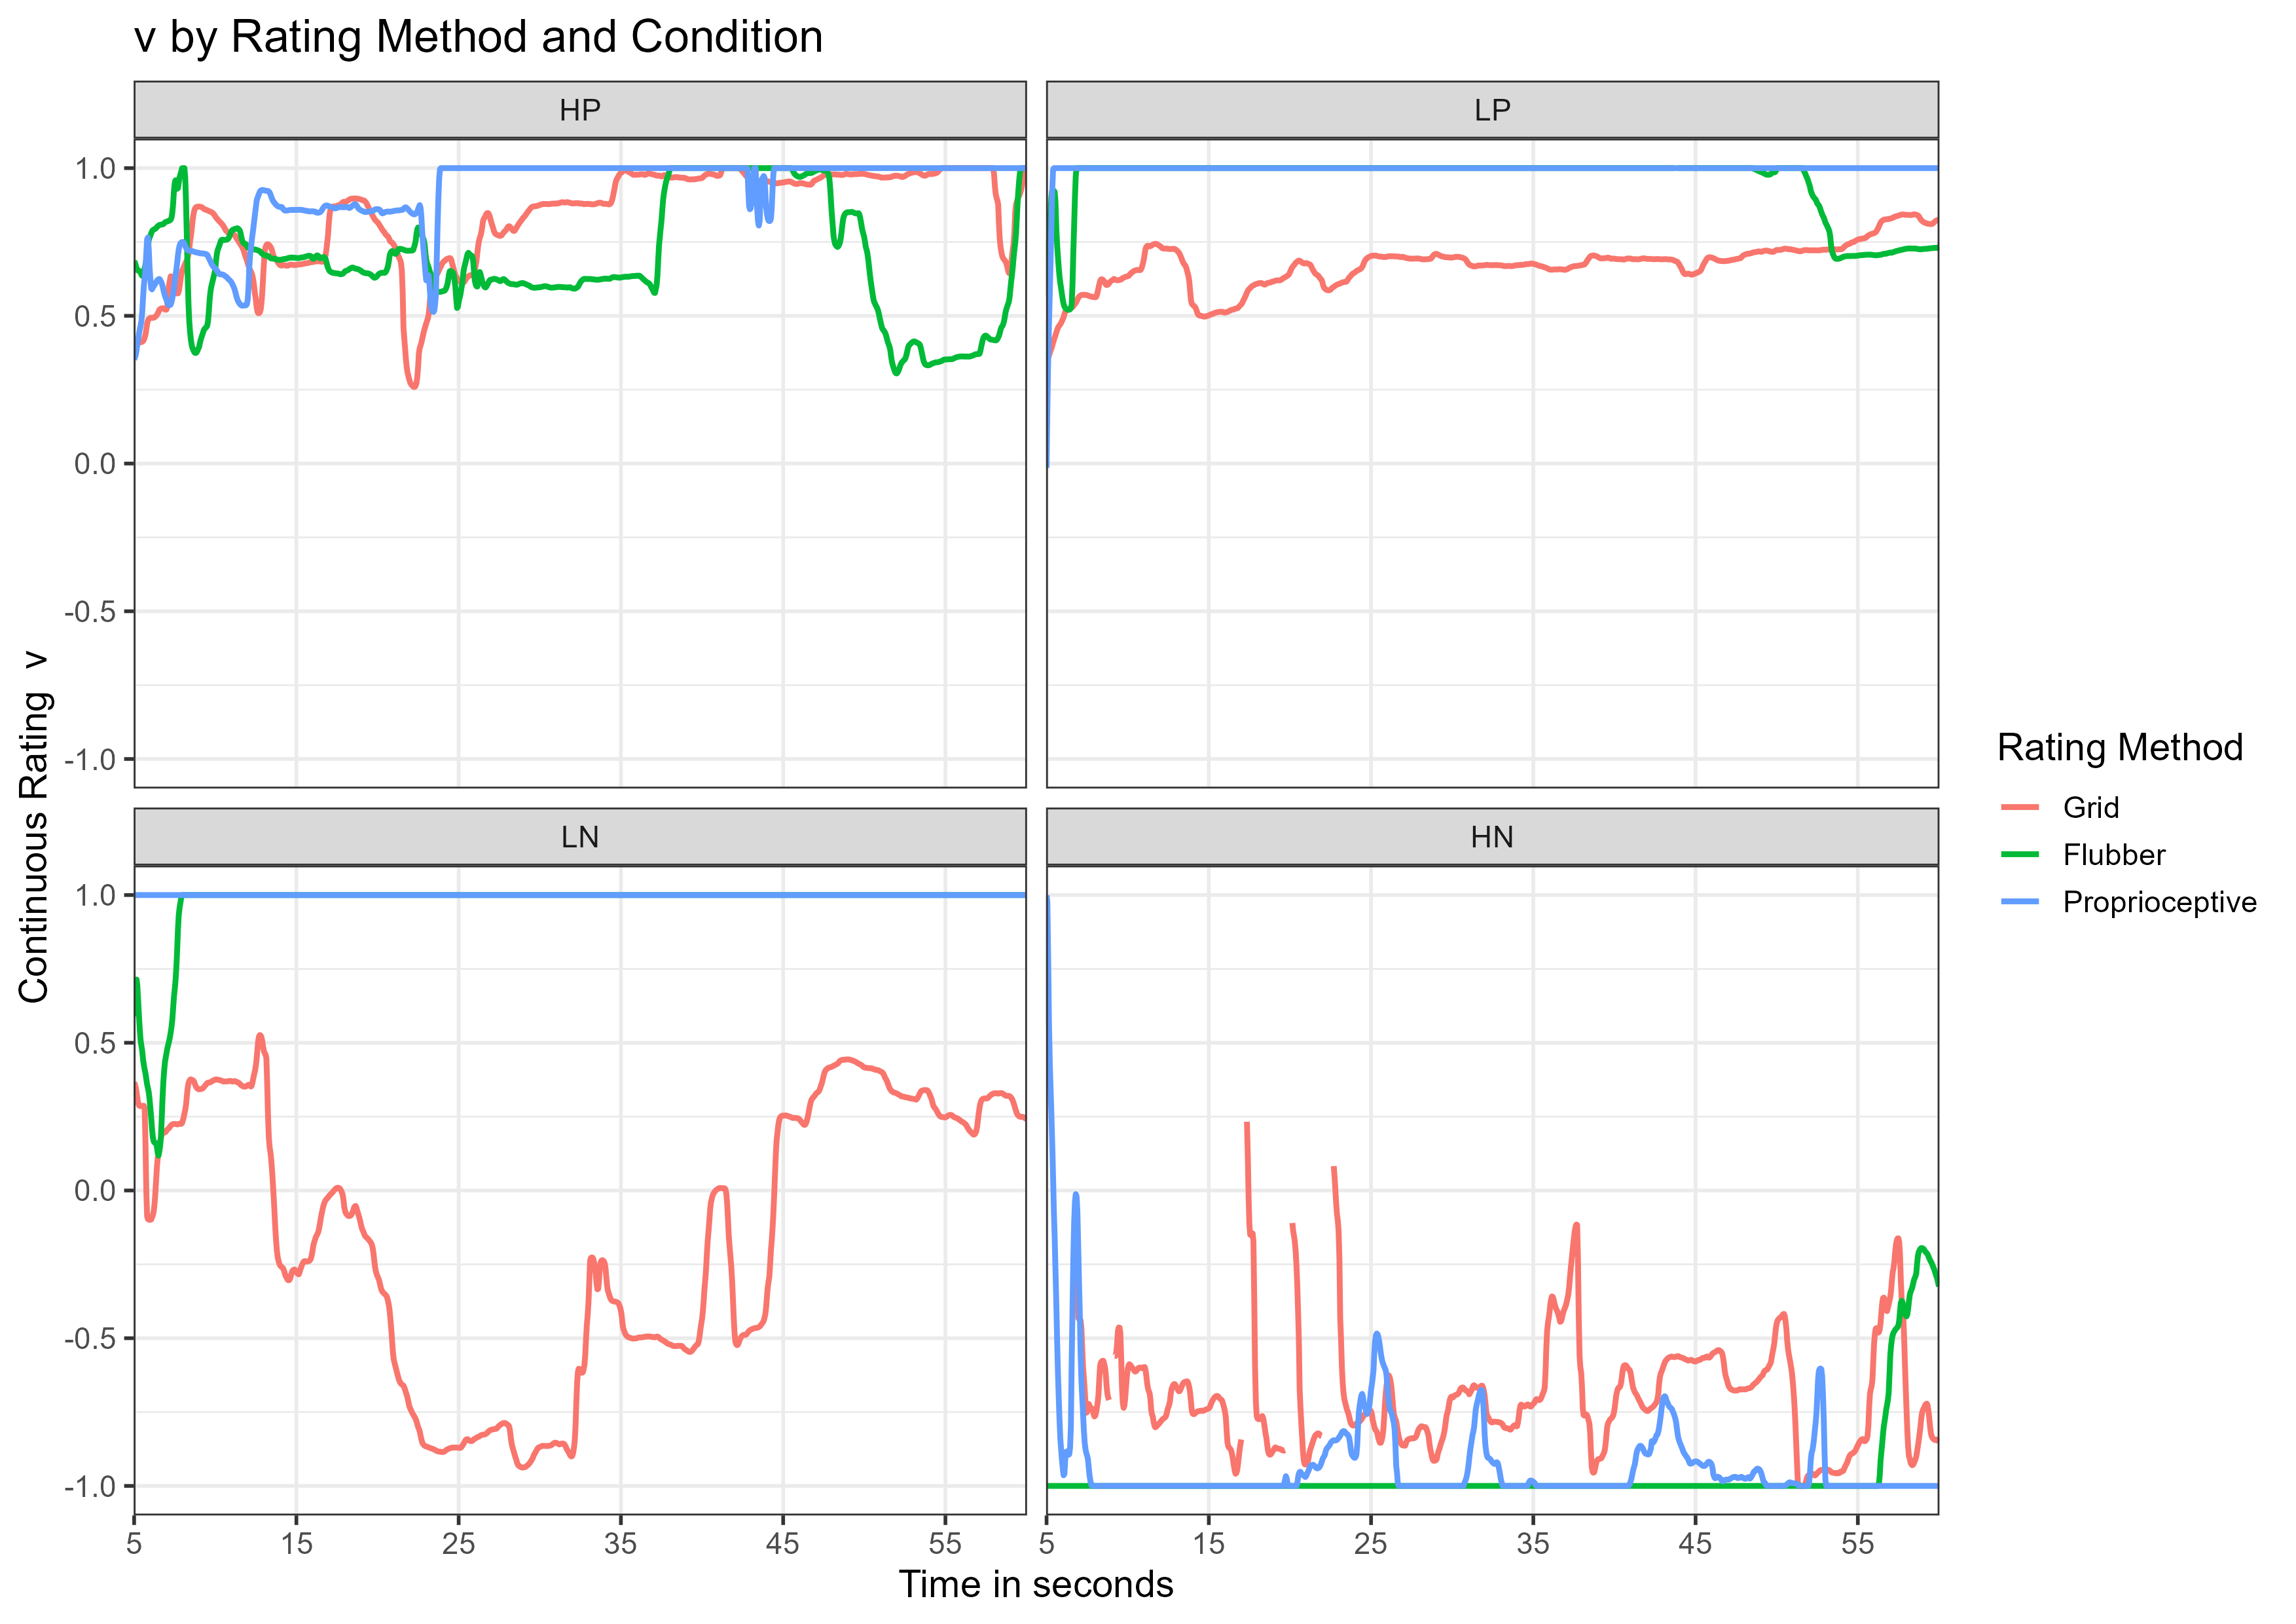 v by Rating Method and Condition
HP
LP
1.0
0.5
0.0
-0.5
-1.0
LN
HN
1.0
0.5
0.0
-0.5
-1.0
5 15 25 35 45 55
5 15 25 35 45 55
Time in seconds
Continuous Rating v
Rating Method
Grid
Flubber
Proprioceptive